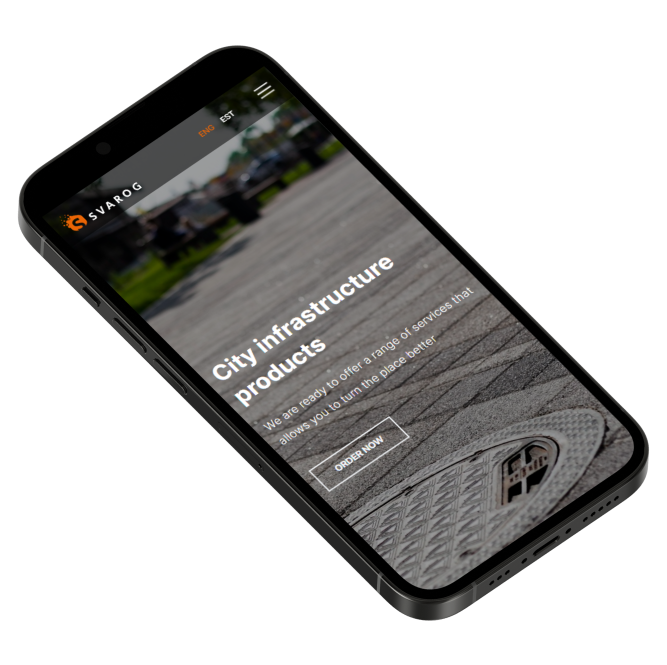 ENG EST
SVAROG
City infrastructure
products
We are ready to offer a range of services that
allows you to turn the place better
ORDER NOW